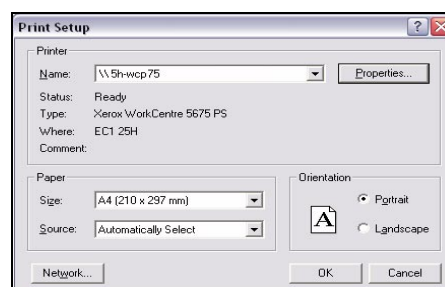 Print Setup
Printer
Name: \\5h-wcp75
Properties...
Status: Ready
Type: Xerox WorkCentre 5675 PS
Where: EC1 25H
Comment:
Paper
Size: A4 (210 x 297 mm)
Source: Automatically Select
Orientation
A
Portrait
Landscape
Network...
OK
Cancel